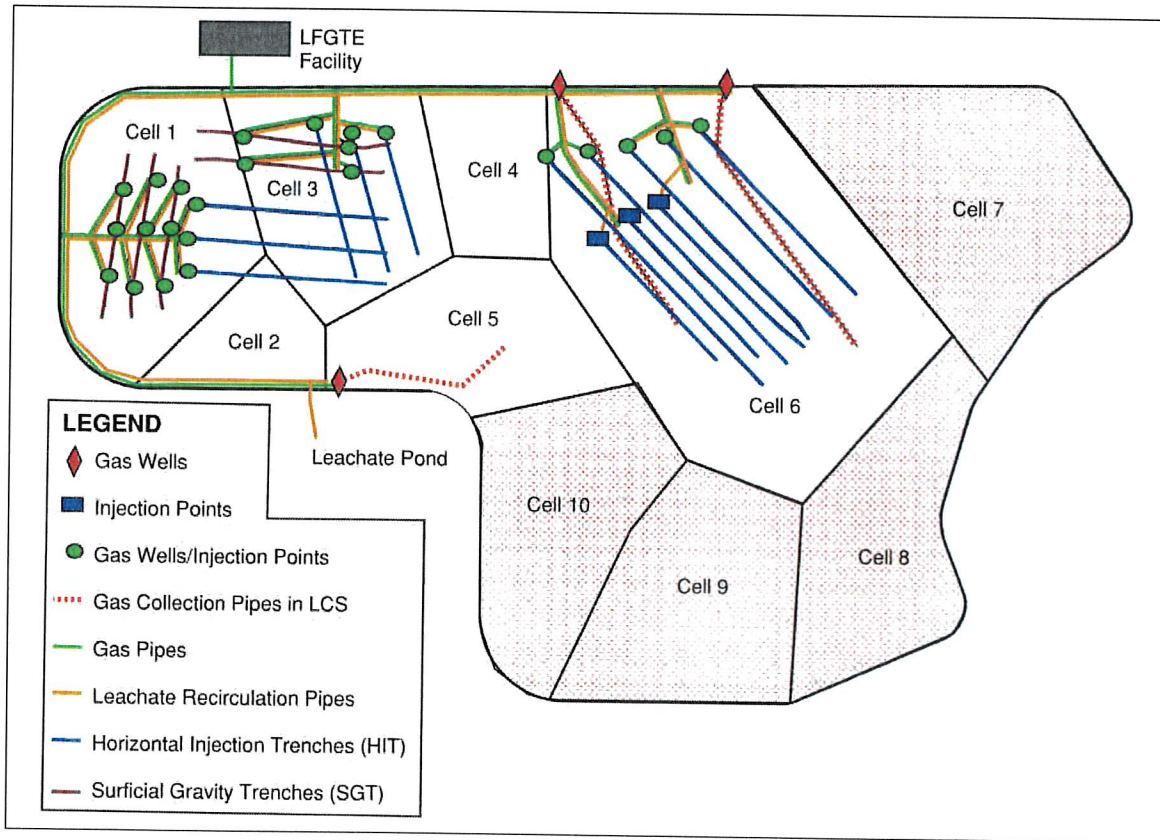 LFGTE
Facility
Cell 1
Cell 3
Cell 4
Cell 7
Cell 5
Cell 2
Cell 6
Leachate Pond
Cell 10
Cell 9
Cell 8
LEGEND
Gas Wells
Injection Points
Gas Wells/Injection Points
Gas Collection Pipes in LCS
Gas Pipes
Leachate Recirculation Pipes
Horizontal Injection Trenches (HIT)
Surficial Gravity Trenches (SGT)